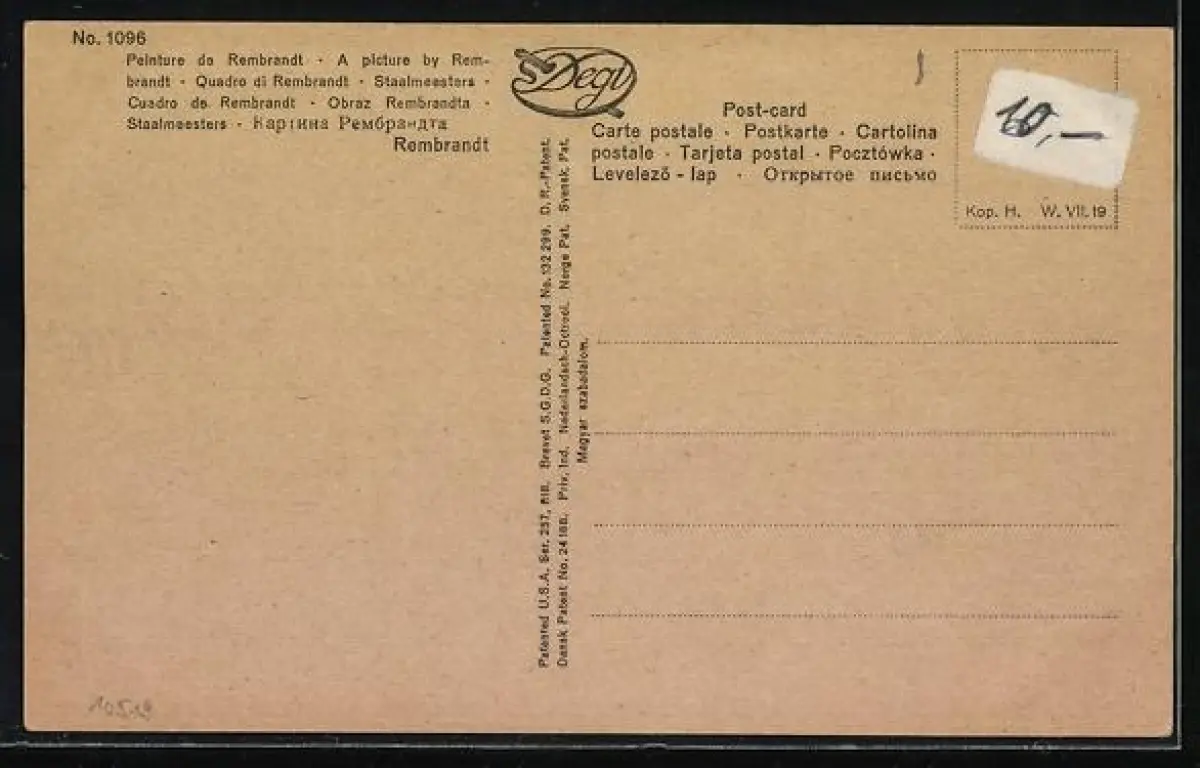 No. 1096
Peinture de Rembrandt · A picture by Rem-
brandt · Quadro di Rembrandt · Staalmeesters ·
Cuadro de Rembrandt · Obraz Rembrandta ·
Staalmeesters · Картина Рембрандта
Rembrandt
Degi
Post-card
Carte postale · Postkarte · Cartolina
postale · Tarjeta postal · Pocztówka ·
Levelező - lap · Открытое письмо
10,—
Kop. H. W. VII. 19
Patented U.S.A. Ser. 257, 818. Brevet S.G.D.G. Patented No. 132 299. D. R.-Patent.
Dansk Patent No. 24188. Priv. Ind. Nederlandsch-Octrooi. Norge Pat. Svensk. Pat.
Magyar szabadalom.